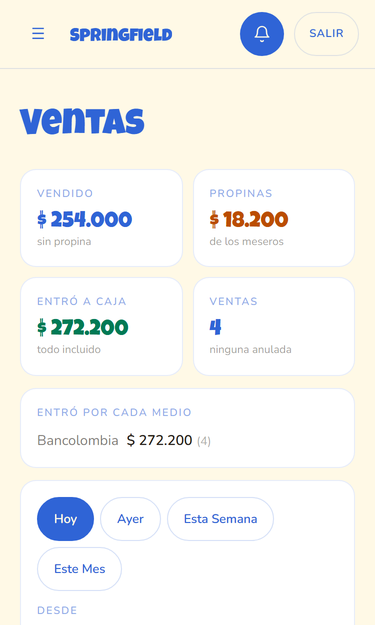 ☰ SPRINGFIELD SALIR
Ventas
VENDIDO
$ 254.000
sin propina
PROPINAS
$ 18.200
de los meseros
ENTRÓ A CAJA
$ 272.200
todo incluido
VENTAS
4
ninguna anulada
ENTRÓ POR CADA MEDIO
Bancolombia $ 272.200 (4)
Hoy Ayer Esta Semana
Este Mes
DESDE